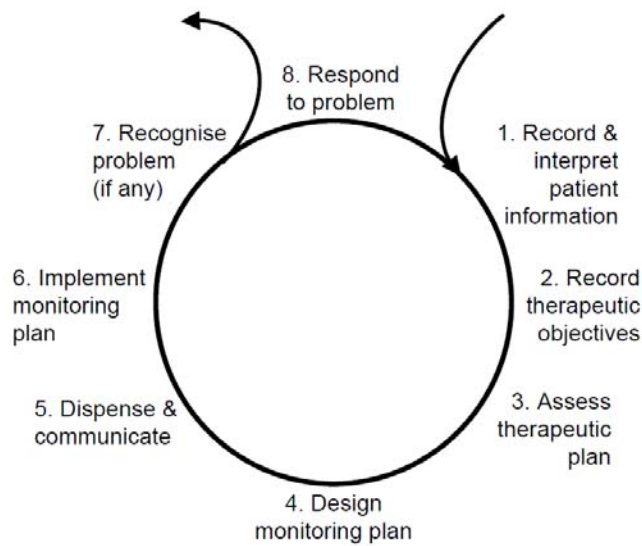 1. Record &
interpret
patient
information
2. Record
therapeutic
objectives
3. Assess
therapeutic
plan
4. Design
monitoring plan
5. Dispense &
communicate
6. Implement
monitoring
plan
7. Recognise
problem
(if any)
8. Respond
to problem